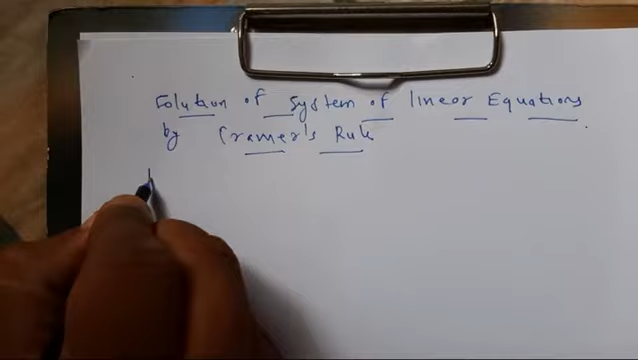 Solution of System of linear Equations
by Cramer's Rule